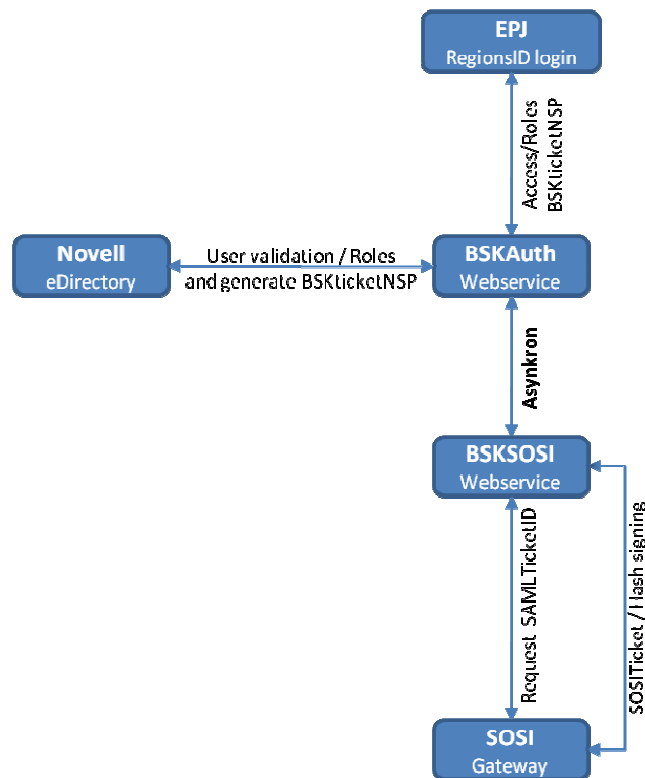 EPJ
RegionsID login
Access/Roles
BSKticketNSP
Novell
eDirectory
User validation / Roles
and generate BSKticketNSP
BSKAuth
Webservice
Asynkron
BSKSOSI
Webservice
Request SAMLTicketID
SOSITicket / Hash signing
SOSI
Gateway